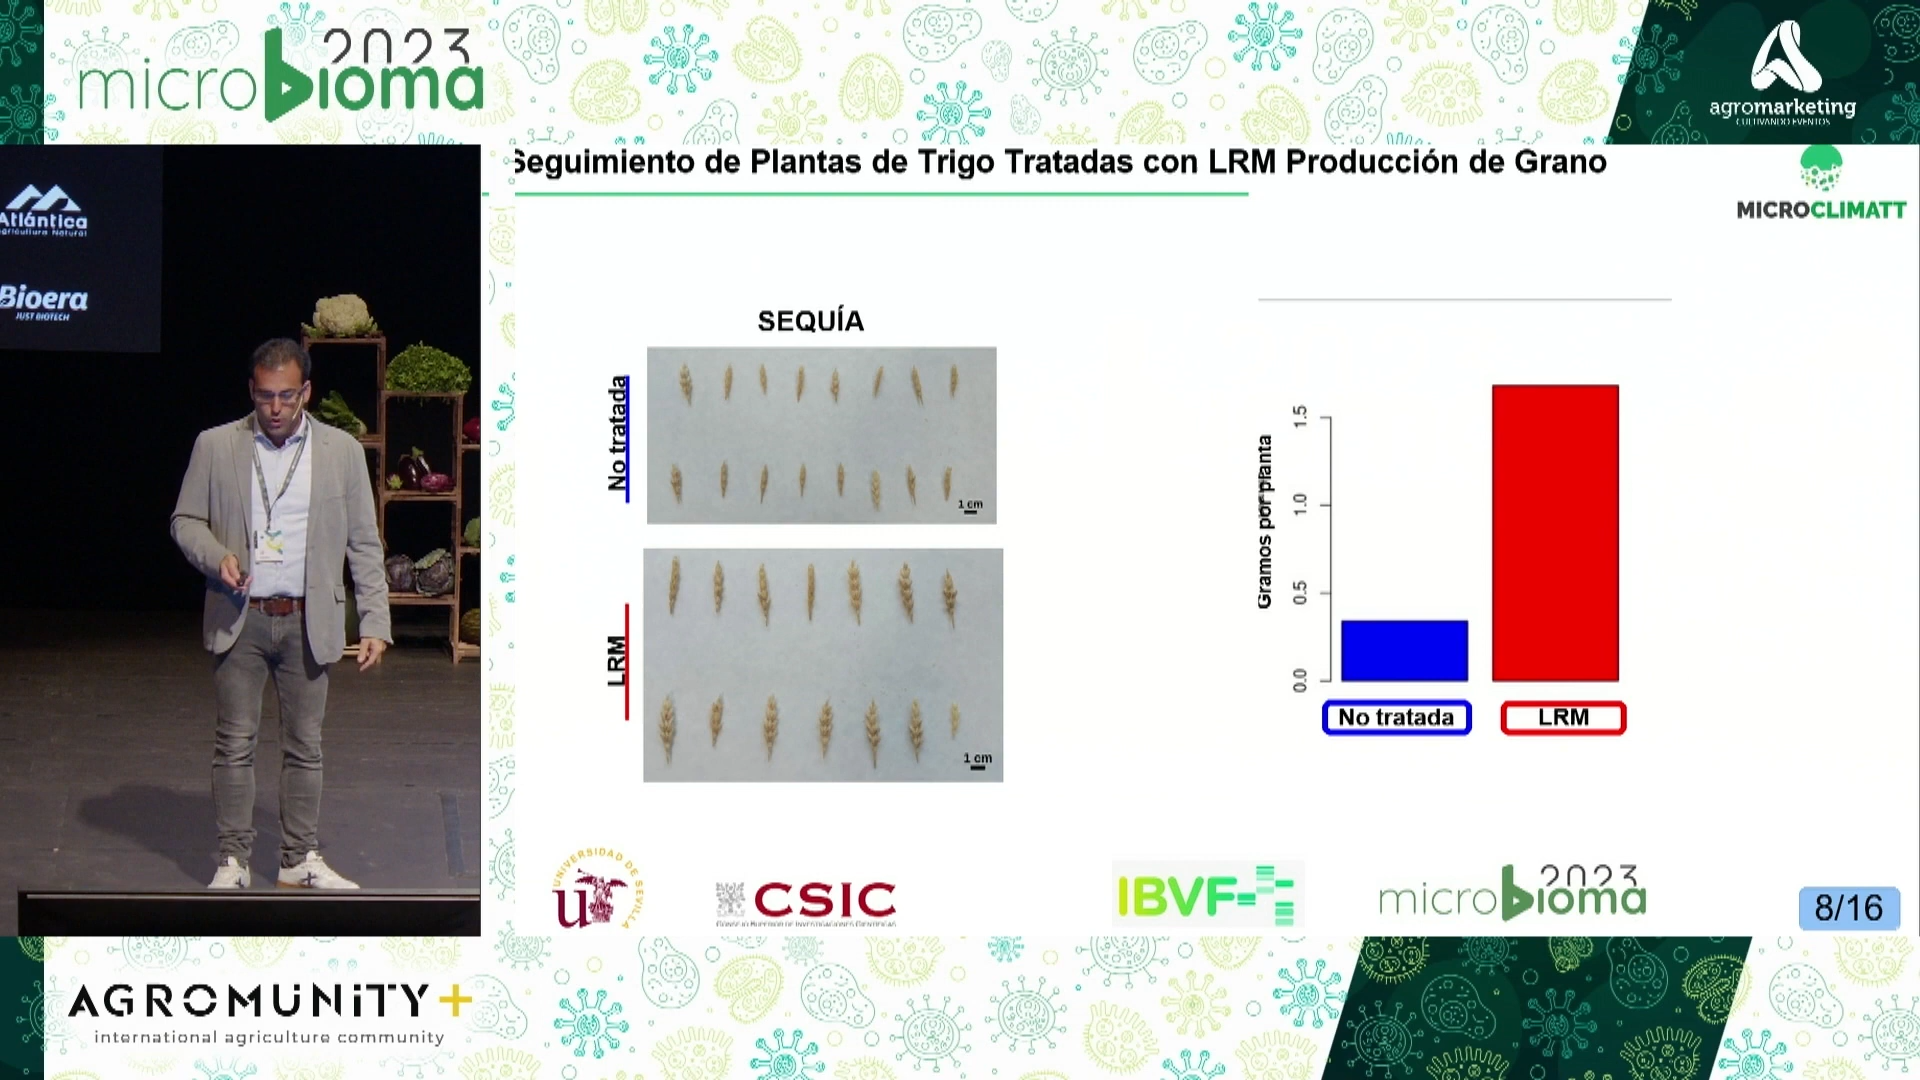 2023
microbioma
agromarketing
CULTIVANDO EVENTOS
Atlántica
Agricultura Natural
Bioera
JUST BIOTECH
Seguimiento de Plantas de Trigo Tratadas con LRM Producción de Grano
MICROCLIMATT
SEQUÍA
No tratada
1 cm
LRM
1 cm
Gramos por planta
1.5
1.0
0.5
0.0
No tratada
LRM
UNIVERSIDAD DE SEVILLA
CSIC
CONSEJO SUPERIOR DE INVESTIGACIONES CIENTÍFICAS
IBVF
2023
microbioma
8/16
AGROMUNITY+
international agriculture community